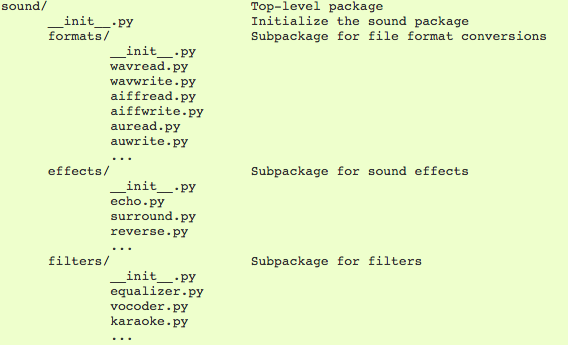 sound/                          Top-level package
      __init__.py               Initialize the sound package
      formats/                  Subpackage for file format conversions
              __init__.py
              wavread.py
              wavwrite.py
              aiffread.py
              aiffwrite.py
              auread.py
              auwrite.py
              ...
      effects/                  Subpackage for sound effects
              __init__.py
              echo.py
              surround.py
              reverse.py
              ...
      filters/                  Subpackage for filters
              __init__.py
              equalizer.py
              vocoder.py
              karaoke.py
              ...